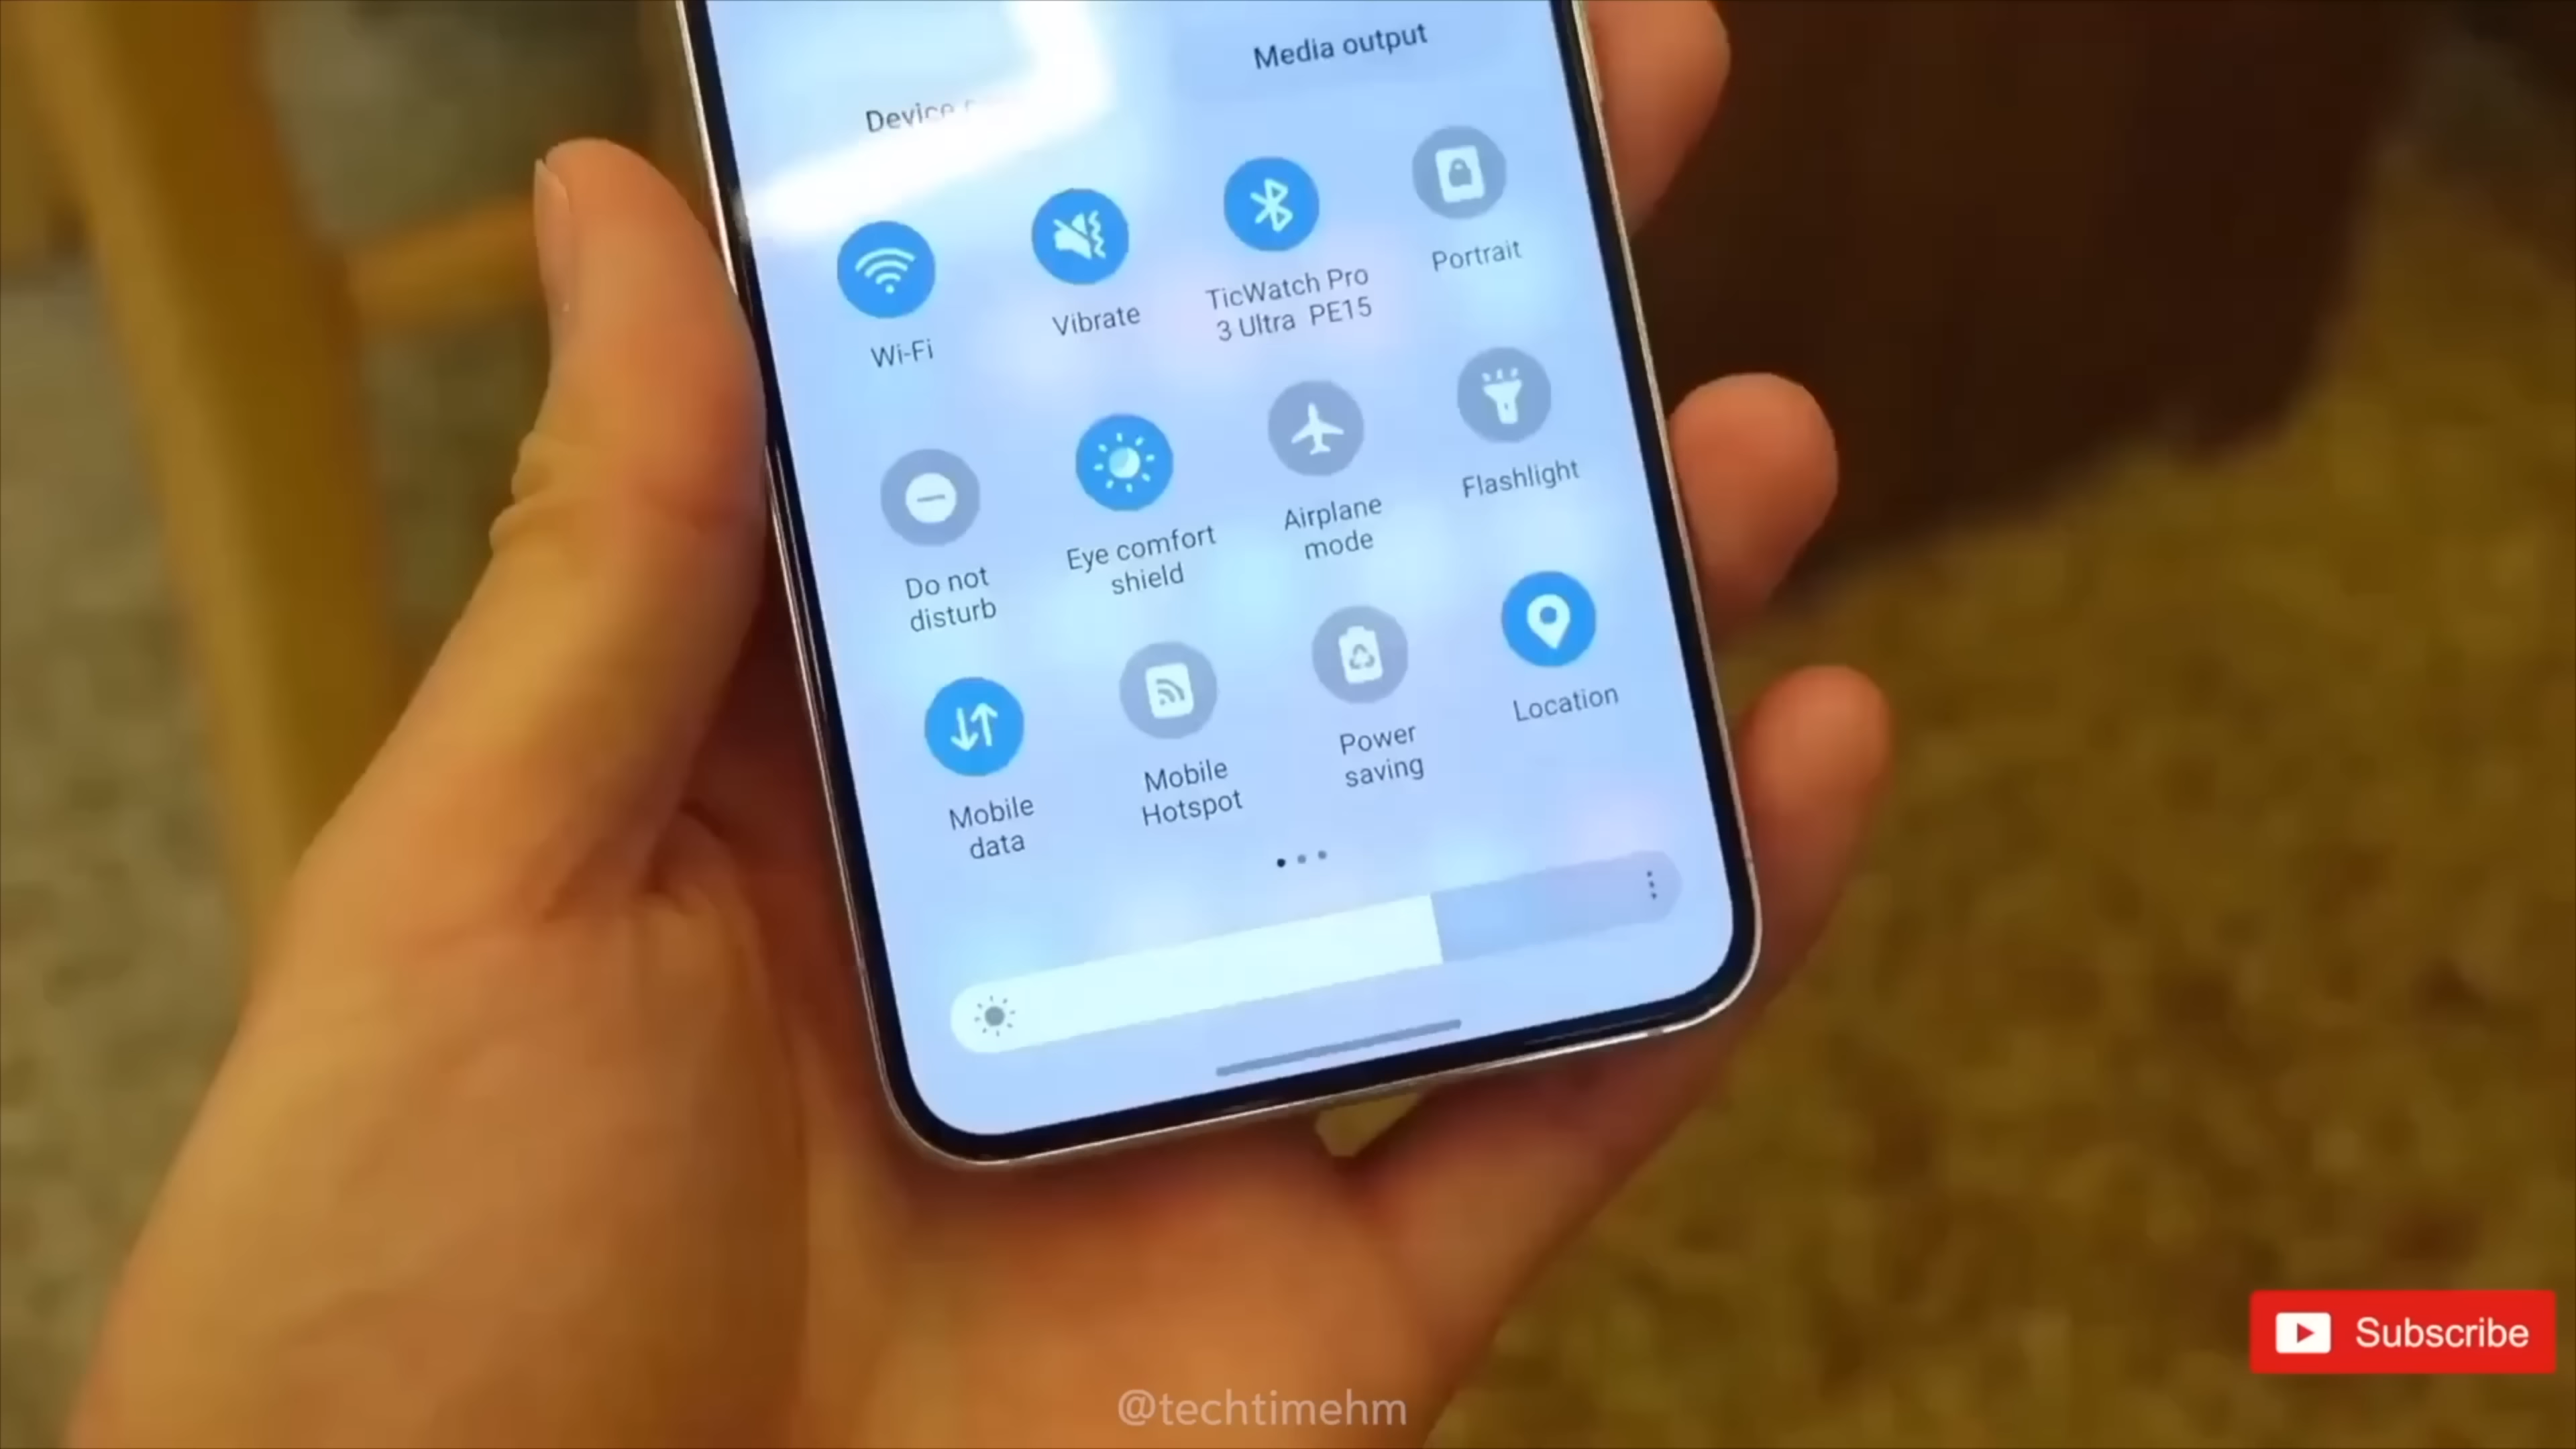 Media output
Device
Wi-Fi
Vibrate
TicWatch Pro
3 Ultra PE15
Portrait
Do not
disturb
Eye comfort
shield
Airplane
mode
Flashlight
Mobile
data
Mobile
Hotspot
Power
saving
Location
Subscribe
@techtimehm